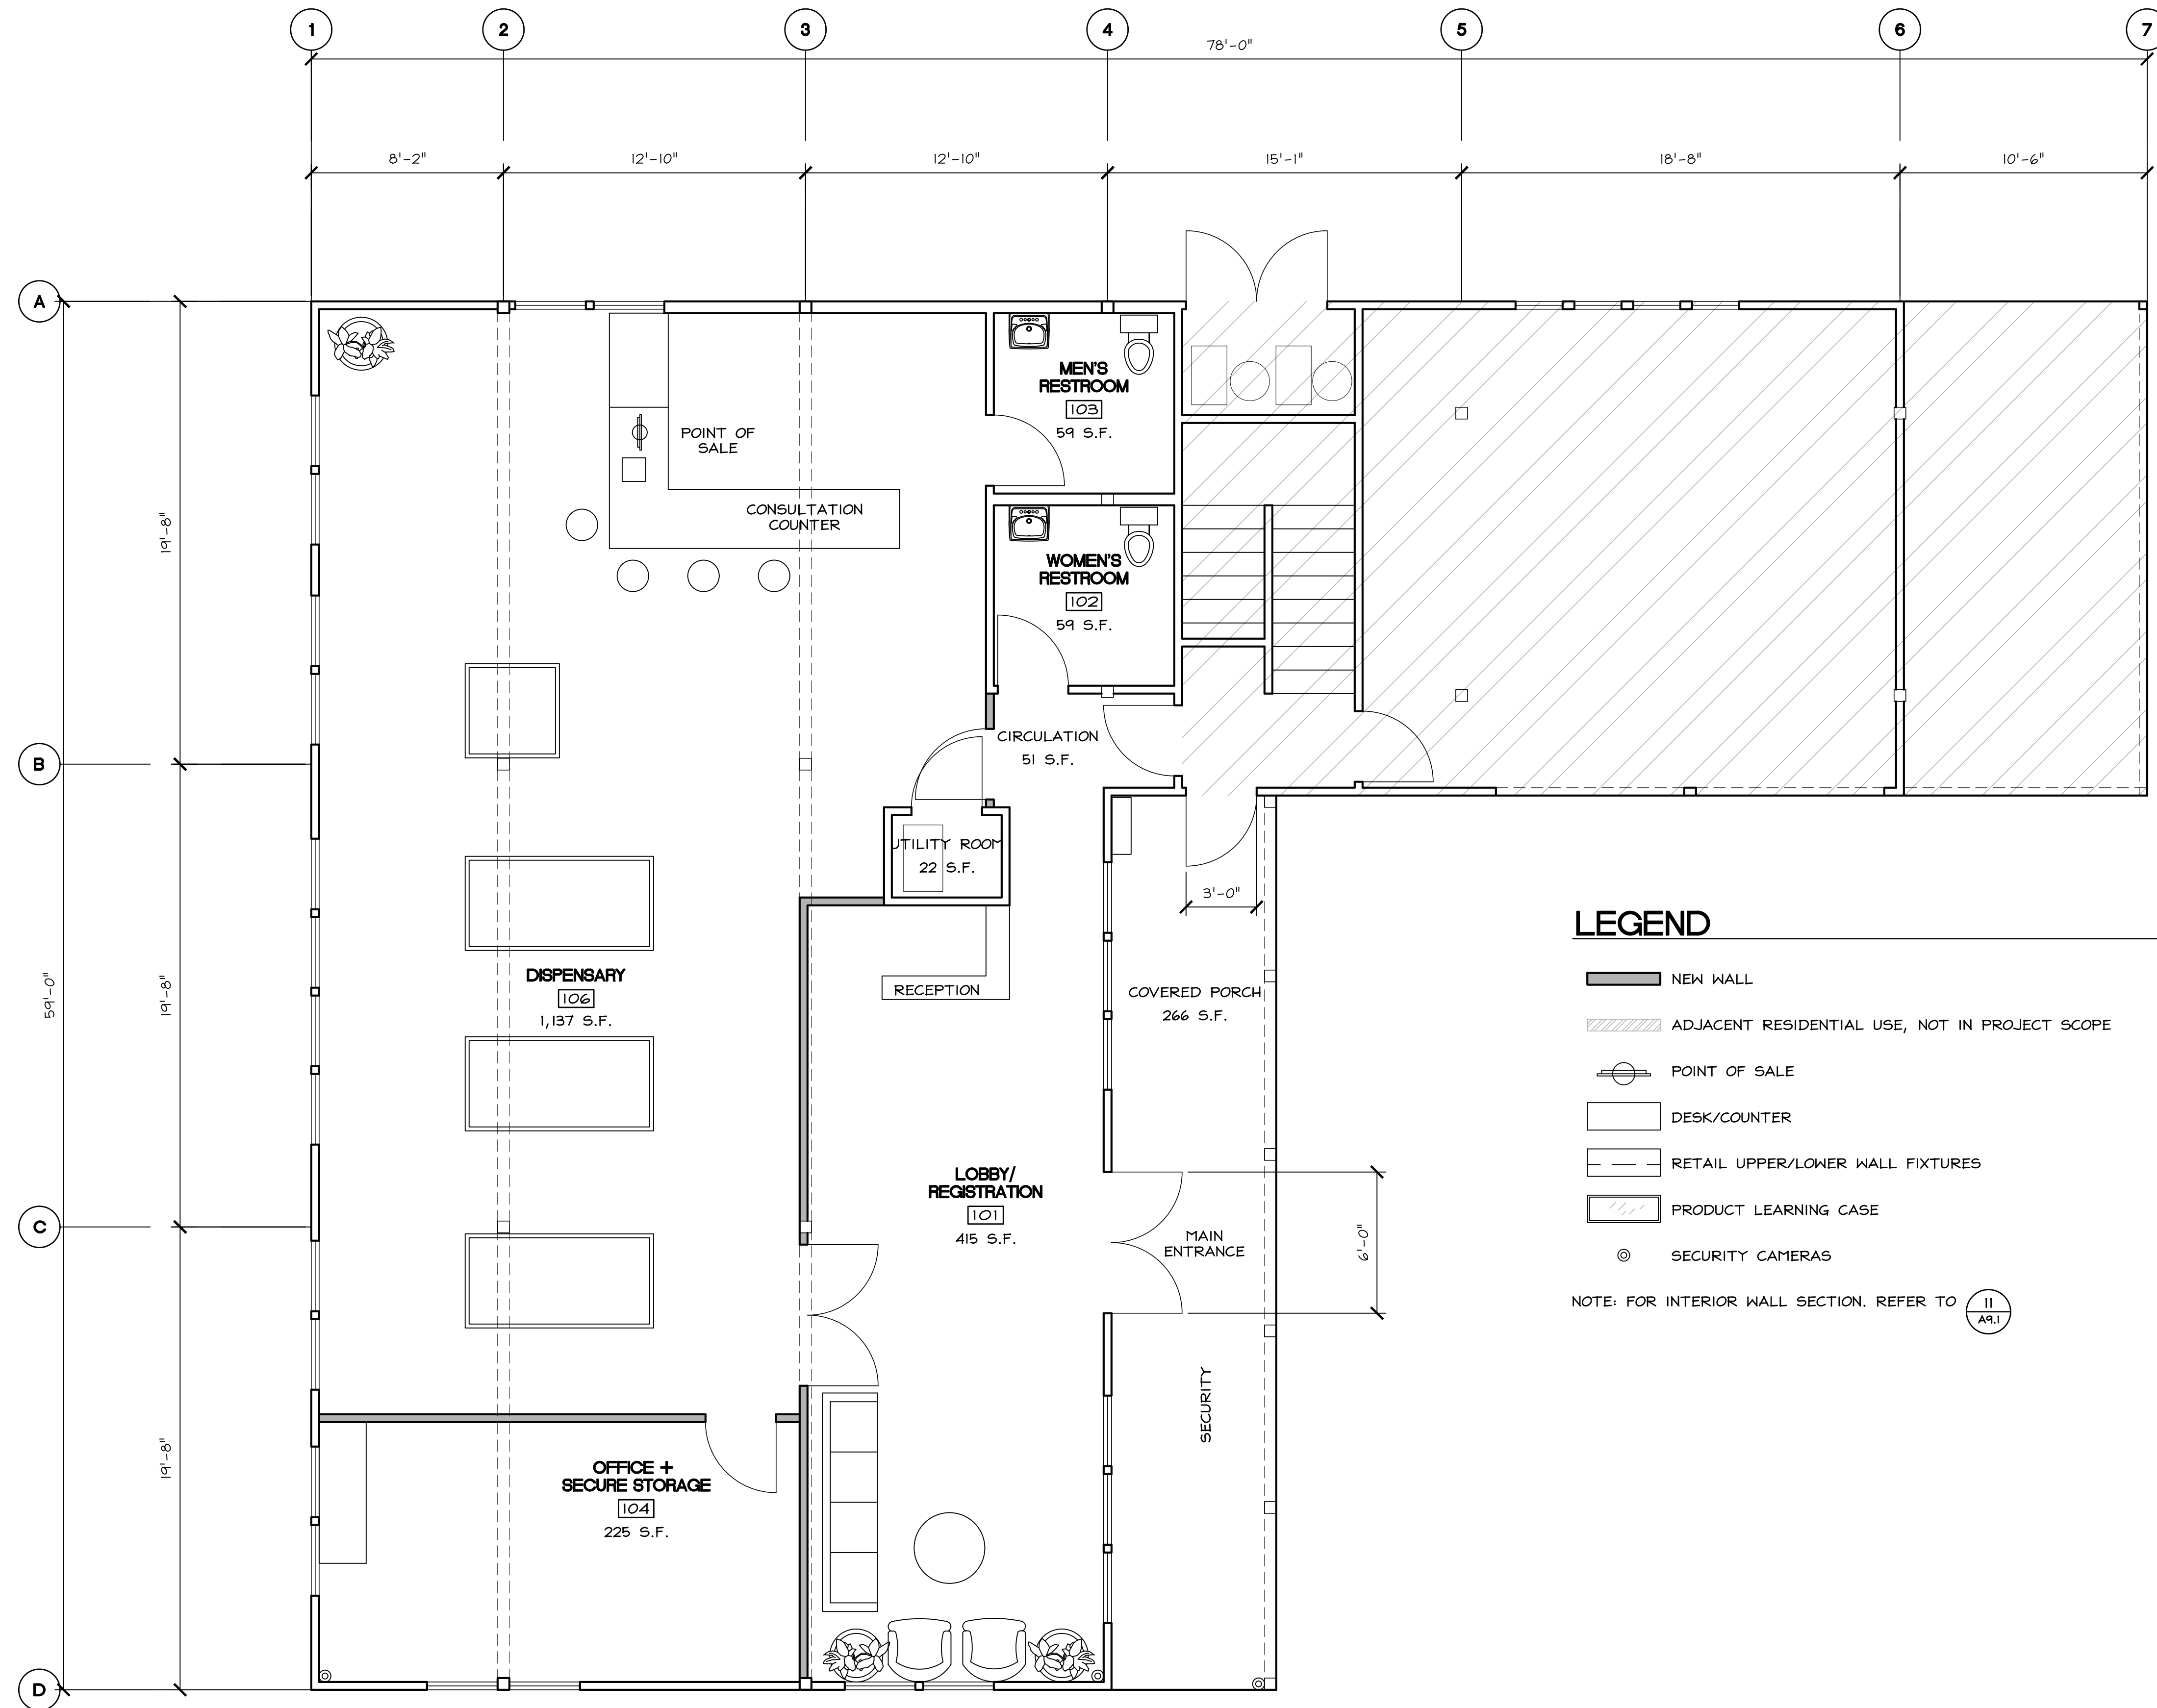 1
2
3
4
5
6
7
78'-0"
8'-2"
12'-10"
12'-10"
15'-1"
18'-8"
10'-6"
A
B
C
D
59'-0"
19'-8"
19'-8"
19'-8"
MEN'S
RESTROOM
103
59 S.F.
POINT OF
SALE
CONSULTATION
COUNTER
WOMEN'S
RESTROOM
102
59 S.F.
CIRCULATION
51 S.F.
UTILITY ROOM
22 S.F.
3'-0"
DISPENSARY
106
1,137 S.F.
RECEPTION
COVERED PORCH
266 S.F.
LOBBY/
REGISTRATION
101
415 S.F.
MAIN
ENTRANCE
6'-0"
SECURITY
OFFICE +
SECURE STORAGE
104
225 S.F.
LEGEND
NEW WALL
ADJACENT RESIDENTIAL USE, NOT IN PROJECT SCOPE
POINT OF SALE
DESK/COUNTER
RETAIL UPPER/LOWER WALL FIXTURES
PRODUCT LEARNING CASE
SECURITY CAMERAS
NOTE: FOR INTERIOR WALL SECTION. REFER TO
11
A9.1